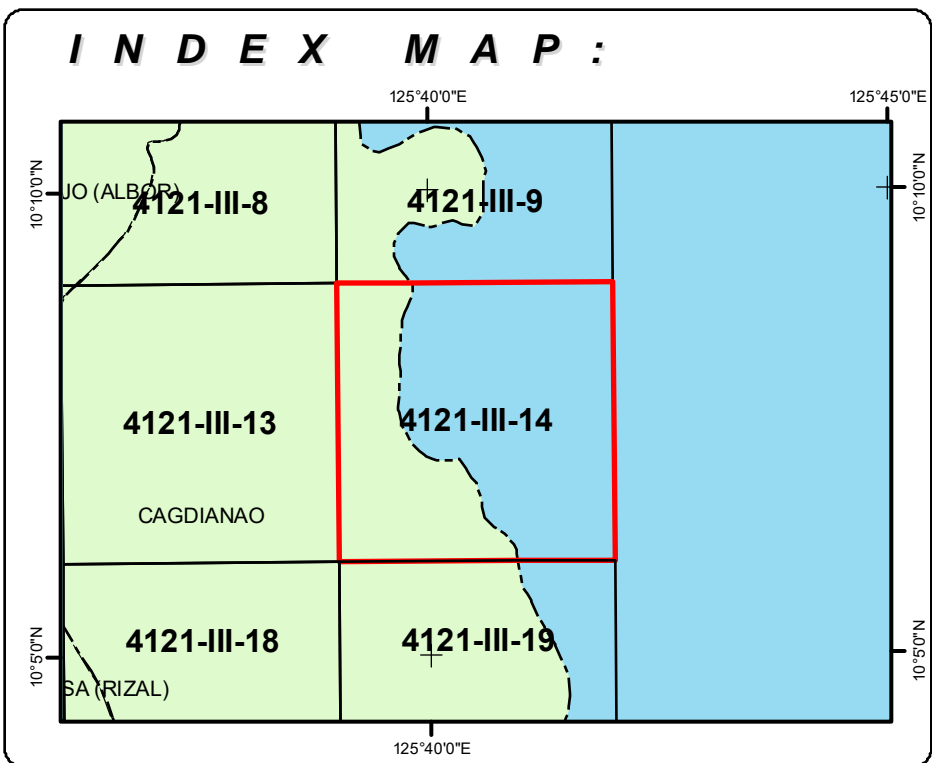 INDEX MAP:
125°40'0"E 125°45'0"E
10°10'0"N JO (ALBOR) 4121-III-8 4121-III-9 10°10'0"N
4121-III-13 4121-III-14
CAGDIANAO
10°5'0"N 4121-III-18 4121-III-19 10°5'0"N
SA (RIZAL)
125°40'0"E